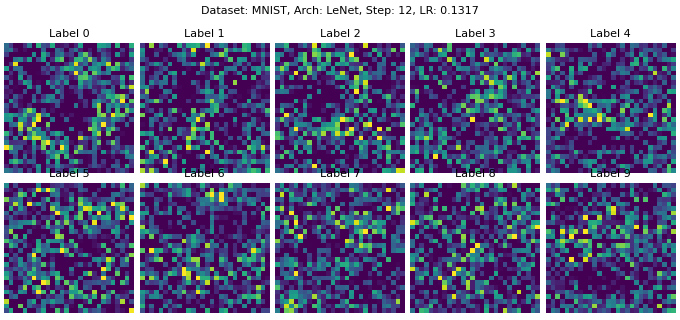 Dataset: MNIST, Arch: LeNet, Step: 12, LR: 0.1317
Label 0 Label 1 Label 2 Label 3 Label 4
Label 5 Label 6 Label 7 Label 8 Label 9